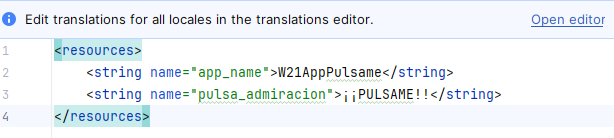 Edit translations for all locales in the translations editor. Open editor
1 <resources>
2 <string name="app_name">W21AppPulsame</string>
3 <string name="pulsa_admiracion">¡¡PULSAME!!</string>
4 </resources>